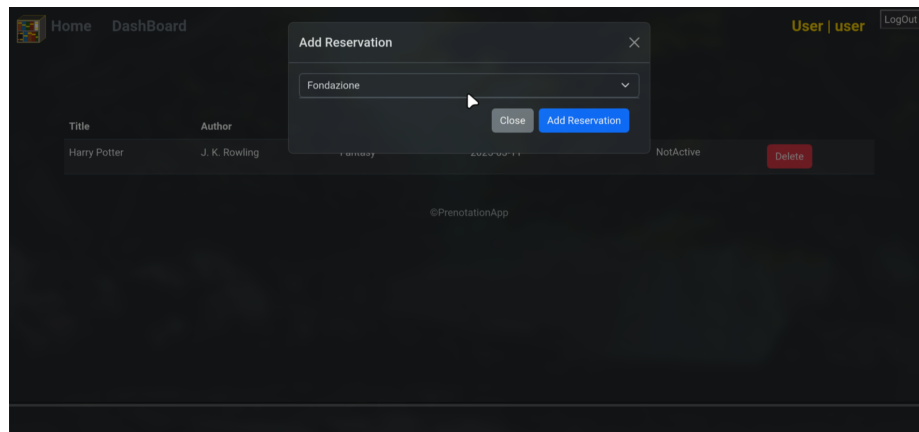 Home DashBoard User | user LogOut
Add Reservation
Fondazione
Close Add Reservation
Title Author
Harry Potter J. K. Rowling Fantasy NotActive Delete
©PrenotationApp